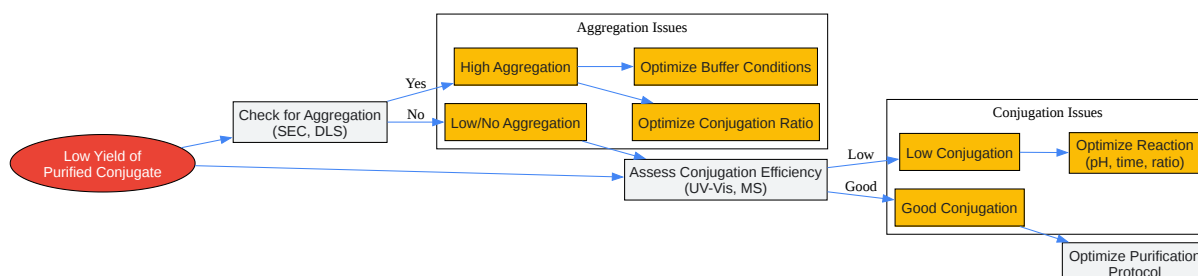 Low Yield of
Purified Conjugate
Check for Aggregation
(SEC, DLS)
Yes
No
Aggregation Issues
High Aggregation
Optimize Buffer Conditions
Low/No Aggregation
Optimize Conjugation Ratio
Assess Conjugation Efficiency
(UV-Vis, MS)
Low
Good
Conjugation Issues
Low Conjugation
Optimize Reaction
(pH, time, ratio)
Good Conjugation
Optimize Purification
Protocol